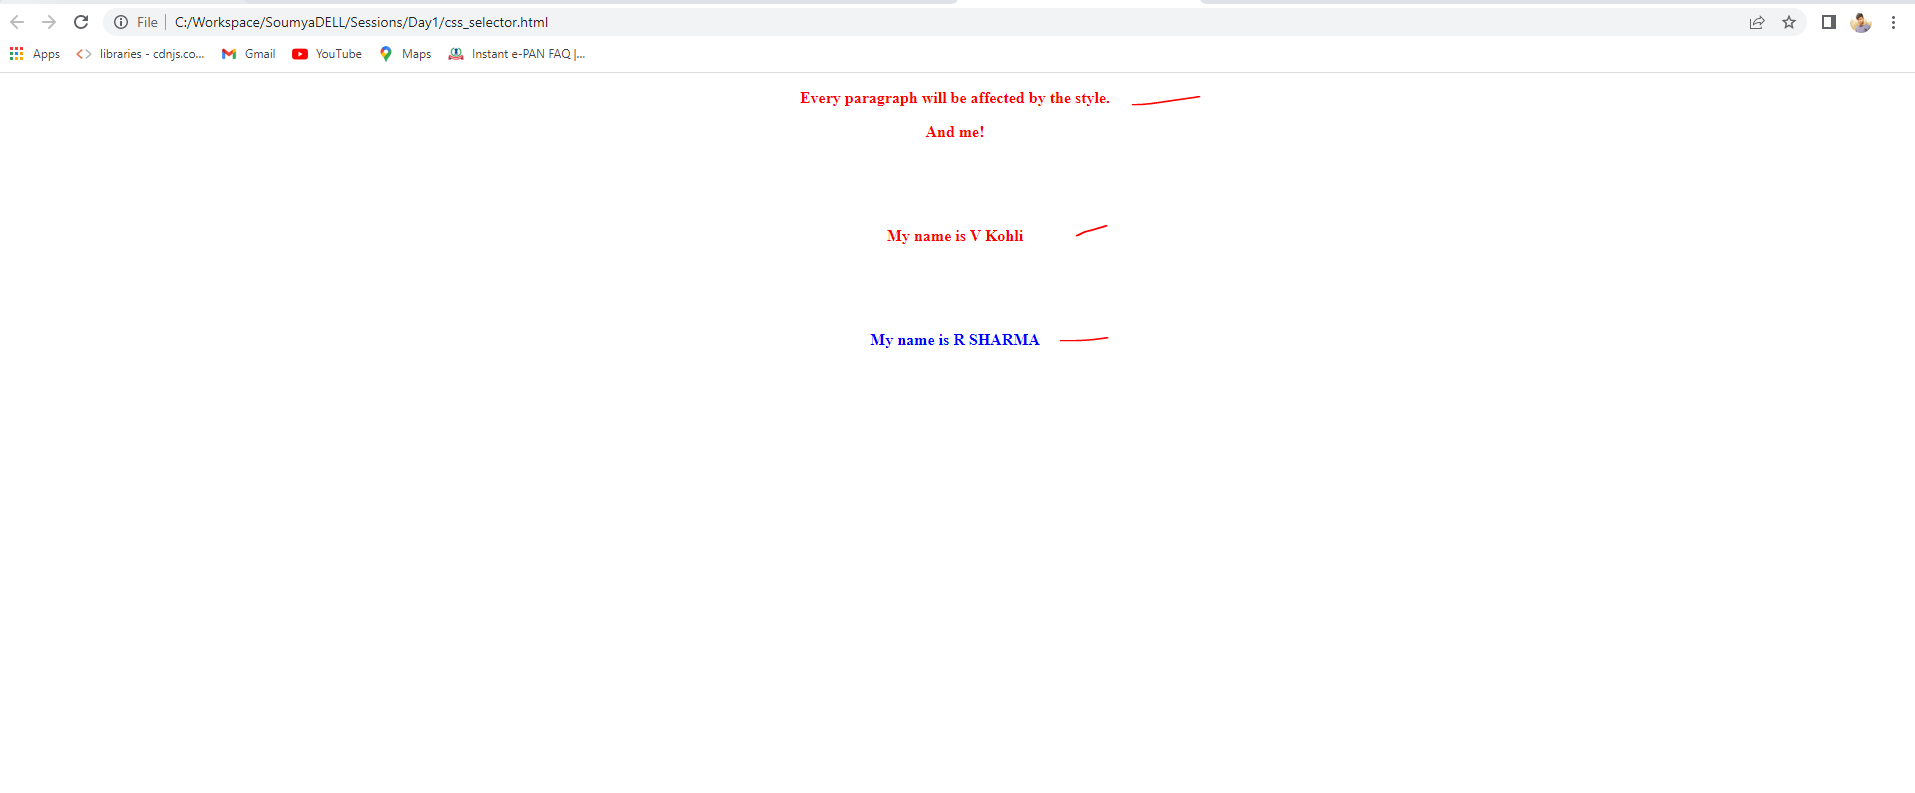 File C:/Workspace/SoumyaDELL/Sessions/Day1/css_selector.html
Apps libraries - cdnjs.co... Gmail YouTube Maps Instant e-PAN FAQ |...
Every paragraph will be affected by the style.
And me!
My name is V Kohli
My name is R SHARMA